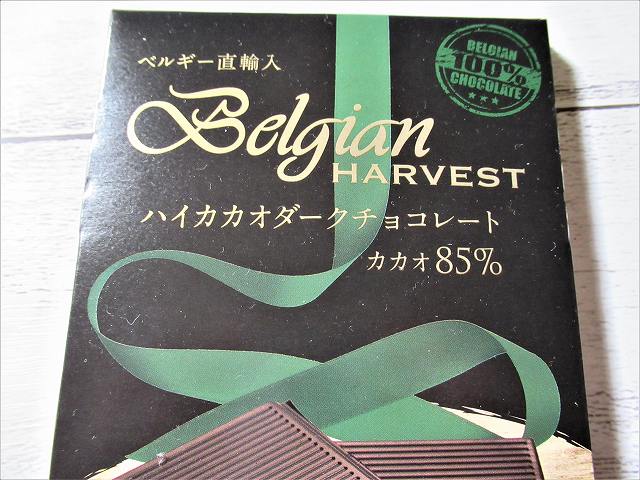 ベルギー直輸入
BELGIAN
100%
CHOCOLATE
Belgian
HARVEST
ハイカカオダークチョコレート
カカオ85%